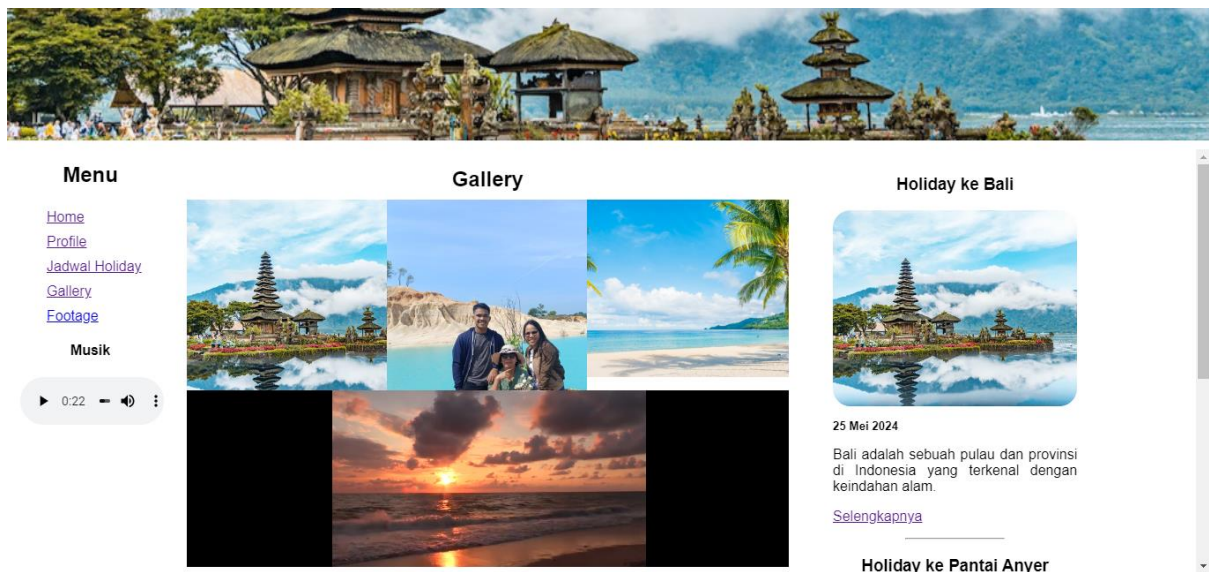 Menu
Home
Profile
Jadwal Holiday
Gallery
Footage
Musik
0:22
Gallery
Holiday ke Bali
25 Mei 2024
Bali adalah sebuah pulau dan provinsi
di Indonesia yang terkenal dengan
keindahan alam.
Selengkapnya
Holiday ke Pantai Anyer